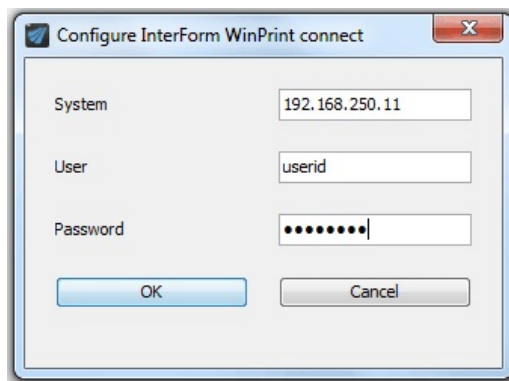 Configure InterForm WinPrint connect
System 192.168.250.11
User userid
Password ●●●●●●●●
OK Cancel